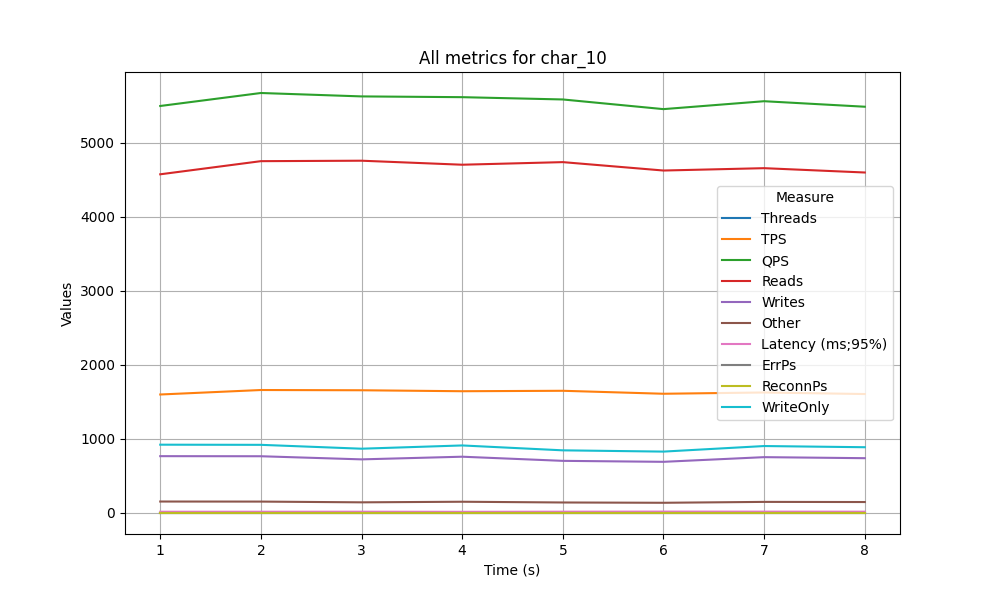 All metrics for char_10
Values
5000
4000
3000
2000
1000
0
Measure
Threads
TPS
QPS
Reads
Writes
Other
Latency (ms;95%)
ErrPs
ReconnPs
WriteOnly
1 2 3 4 5 6 7 8
Time (s)